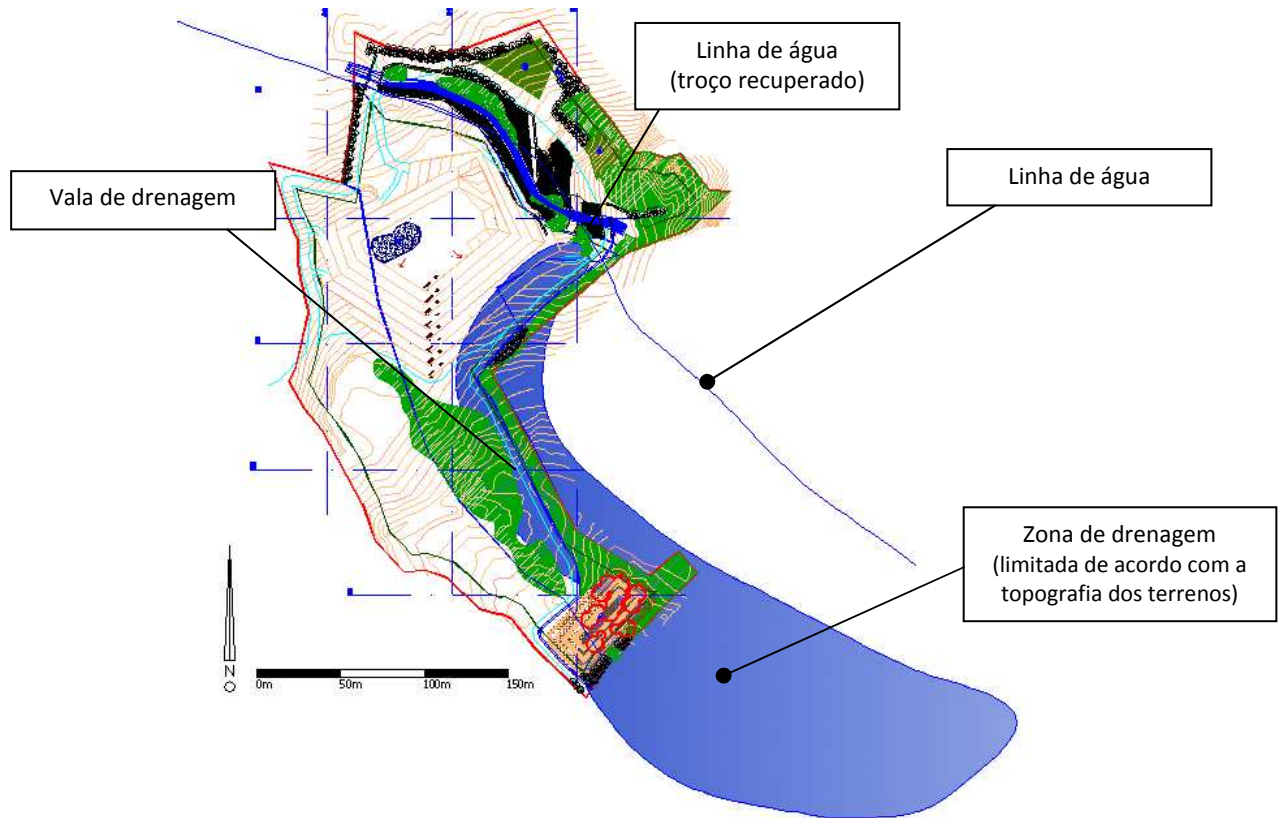 Linha de água
(troço recuperado)
Linha de água
Vala de drenagem
Zona de drenagem
(limitada de acordo com a
topografia dos terrenos)
N
0m 50m 100m 150m